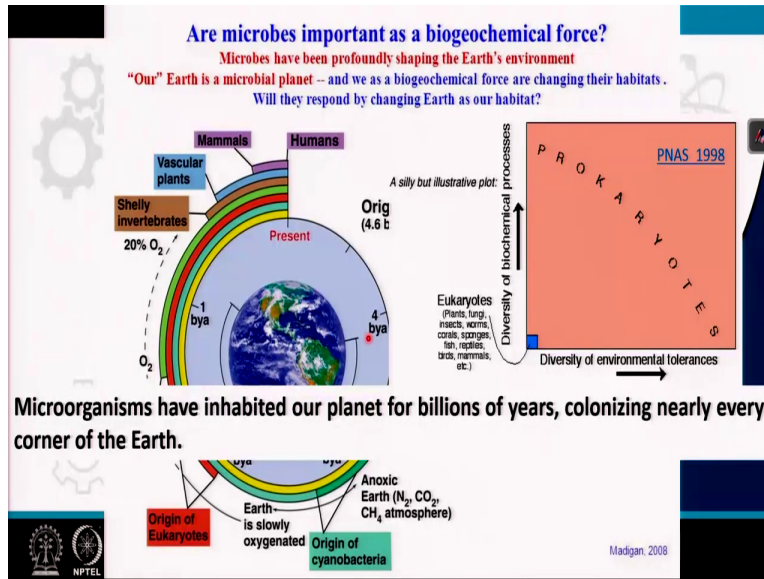 Are microbes important as a biogeochemical force?
Microbes have been profoundly shaping the Earth's environment
“Our” Earth is a microbial planet -- and we as a biogeochemical force are changing their habitats .
Will they respond by changing Earth as our habitat?
Mammals
Humans
Vascular
plants
Shelly
invertebrates
20% O2
Present
Orig
(4.6 b
1
bya
4
bya
O2
A silly but illustrative plot:
Diversity of biochemical processes
PROKARYOTES
PNAS 1998
Eukaryotes
(Plants, fungi,
insects, worms,
corals, sponges,
fish, reptiles,
birds, mammals,
etc.)
Diversity of environmental tolerances
Microorganisms have inhabited our planet for billions of years, colonizing nearly every
corner of the Earth.
bya
bya
Origin of
Eukaryotes
Earth
is slowly
oxygenated
Origin of
cyanobacteria
Anoxic
Earth (N2, CO2,
CH4 atmosphere)
Madigan, 2008
NPTEL